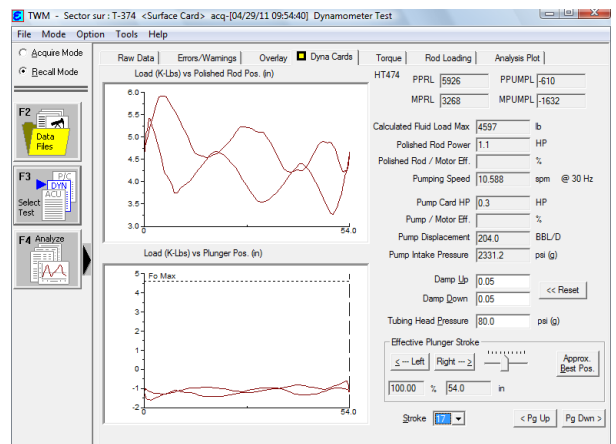 TWM - Sector sur : T-374 <Surface Card> acq-[04/29/11 09:54:40] Dynamometer Test
File Mode Option Tools Help
Acquire Mode
Recall Mode
F2
Data
Files
F3
P/C
DYN
ACU
Select
Test
F4 Analyze
Raw Data Errors/Warnings Overlay Dyna Cards Torque Rod Loading Analysis Plot
Load (K-Lbs) vs Polished Rod Pos. (in)
6.0
5.5
5.0
4.5
4.0
3.5
3.0
0 54.0
Load (K-Lbs) vs Plunger Pos. (in)
Fo Max
5
4
3
2
1
0
-1
-2
0 54.0
HT474 PPRL 5926 PPUMPL -610
MPRL 3268 MPUMPL -1632
Calculated Fluid Load Max 4597 lb
Polished Rod Power 1.1 HP
Polished Rod / Motor Eff. %
Pumping Speed 10.588 spm @ 30 Hz
Pump Card HP 0.3 HP
Pump / Motor Eff. %
Pump Displacement 204.0 BBL/D
Pump Intake Pressure 2331.2 psi (g)
Damp Up 0.05
Damp Down 0.05
<< Reset
Tubing Head Pressure 80.0 psi (g)
Effective Plunger Stroke
<--- Left Right ---> Approx. Best Pos.
100.00 % 54.0 in
Stroke 17 < Pg Up Pg Dwn >